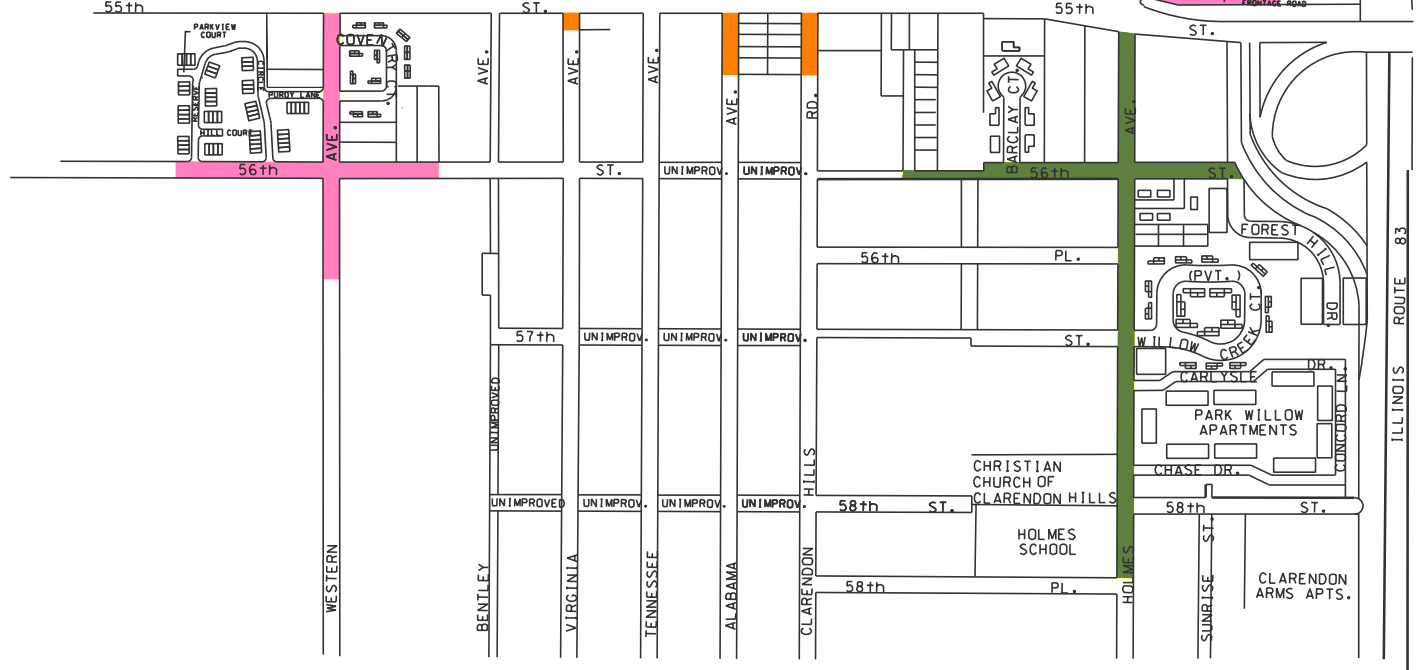 55th
ST.
55th
ST.
FRONTAGE ROAD
PARKVIEW
COURT
COVENTRY CT.
CIRCLE
RESERVE
PURDY LANE
HILL COURT
AVE.
AVE.
AVE.
AVE.
AVE.
RD.
AVE.
BARCLAY CT
56th
ST.
UNIMPROV.
UNIMPROV.
56th
ST.
FOREST HILL DR.
56th
PL.
(PVT.)
WILLOW CREEK CT.
57th
UNIMPROV.
UNIMPROV.
UNIMPROV.
ST.
CARLYSLE
DR.
CONCORD LN.
PARK WILLOW
APARTMENTS
CHASE DR.
UNIMPROVED
CHRISTIAN
CHURCH OF
CLARENDON HILLS
UNIMPROVED
UNIMPROV.
UNIMPROV.
UNIMPROV.
58th
ST.
58th
ST.
HOLMES
SCHOOL
CLARENDON
ARMS APTS.
58th
PL.
WESTERN
BENTLEY
VIRGINIA
TENNESSEE
ALABAMA
CLARENDON HILLS
HOLMES
SUNRISE ST.
ILLINOIS ROUTE 83